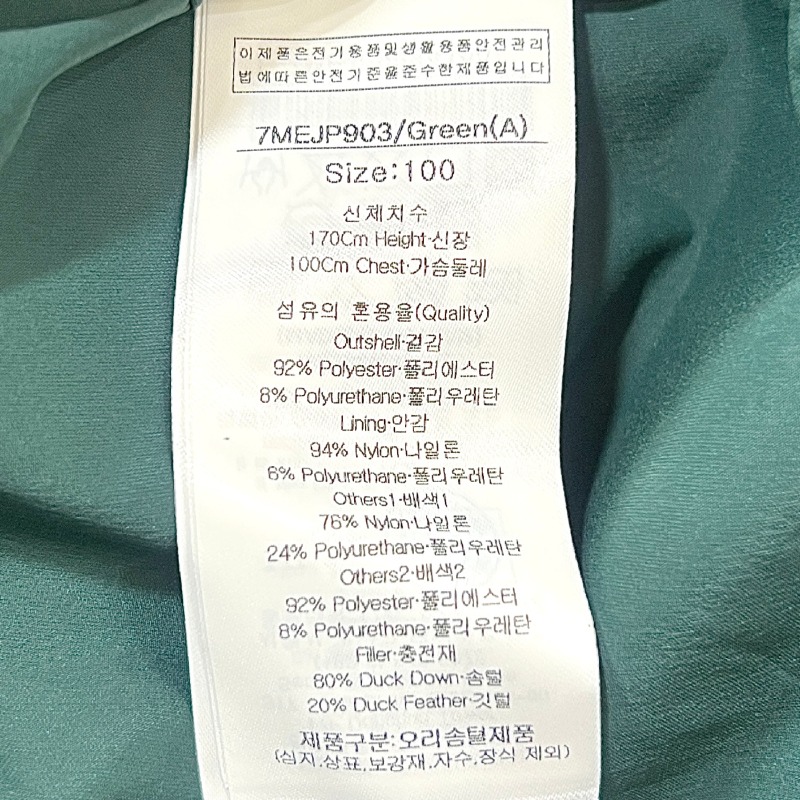 이 제품은전기용품및생활용품안전관리
법에따른안전기준을준수한제품입니다
7MEJP903/Green(A)
Size:100
신체치수
170Cm Height·신장
100Cm Chest·가슴둘레
섬유의 혼용율(Quality)
Outshell·겉감
92% Polyester·폴리에스터
8% Polyurethane·폴리우레탄
Lining·안감
94% Nylon·나일론
6% Polyurethane·폴리우레탄
Others1·배색1
76% Nylon·나일론
24% Polyurethane·폴리우레탄
Others2·배색2
92% Polyester·폴리에스터
8% Polyurethane·폴리우레탄
Filler·충전재
80% Duck Down·솜털
20% Duck Feather·깃털
제품구분:오리솜털제품
(심지,상표,보강재,자수,장식 제외)